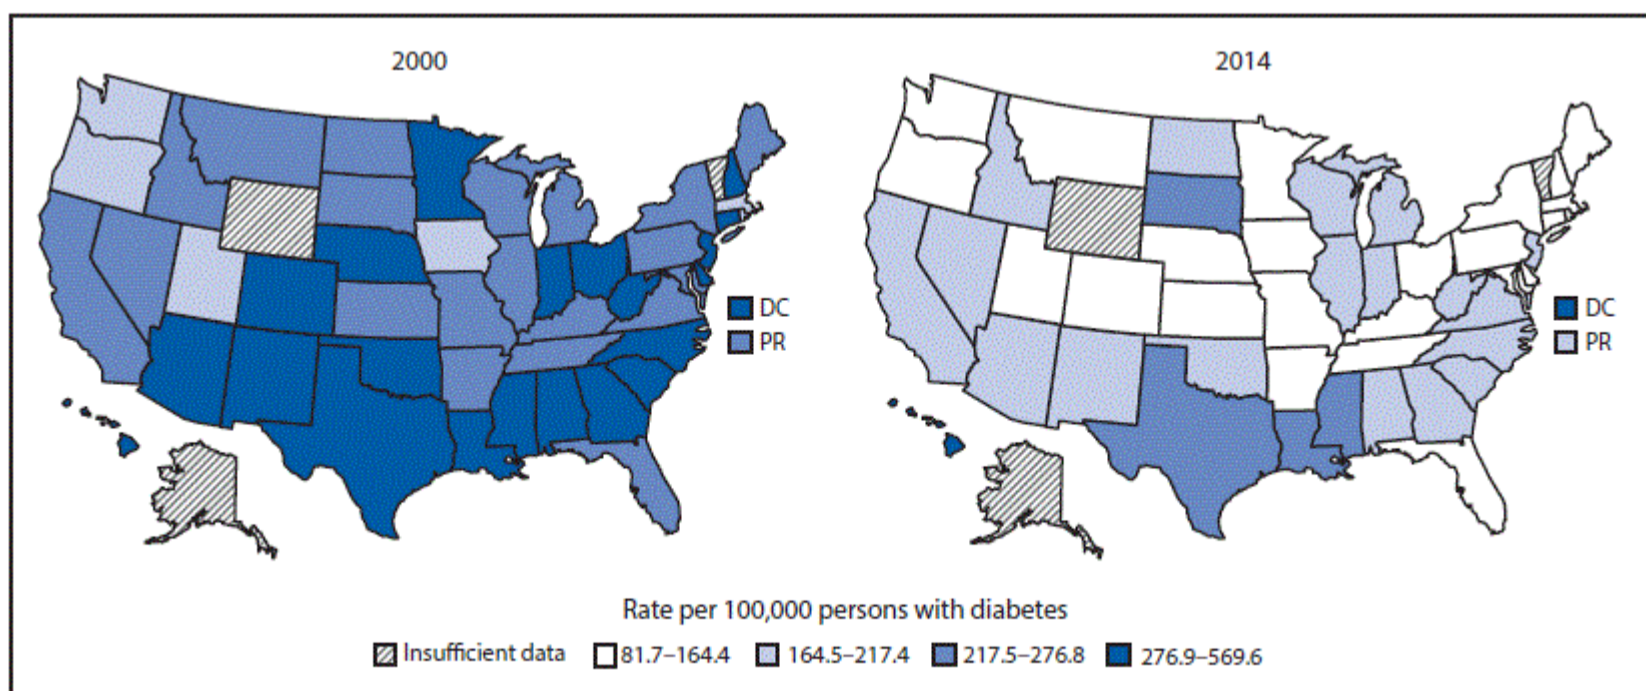 2000
2014
DC
PR
DC
PR
Rate per 100,000 persons with diabetes
Insufficient data 81.7–164.4 164.5–217.4 217.5–276.8 276.9–569.6